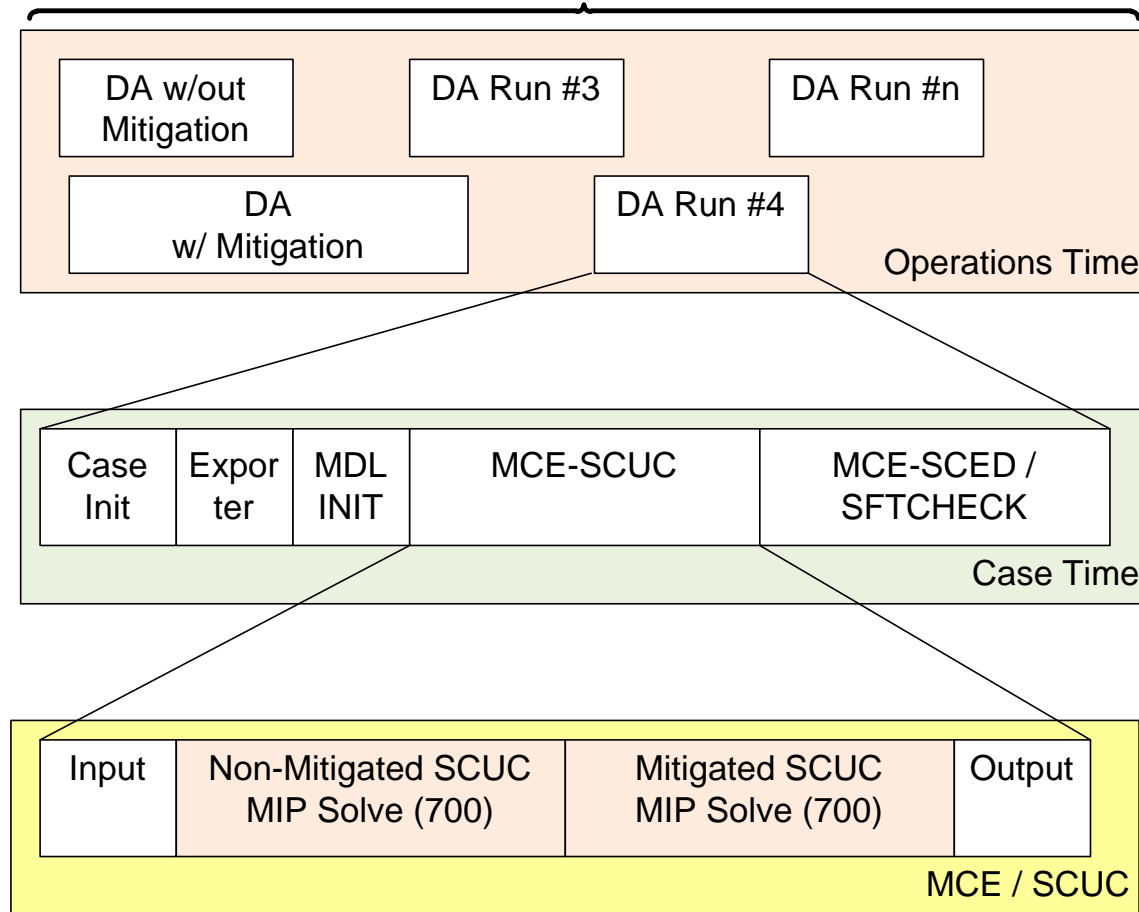 DA w/out
Mitigation
DA Run #3
DA Run #n
DA
w/ Mitigation
DA Run #4
Operations Time
Case
Init
Expor
ter
MDL
INIT
MCE-SCUC
MCE-SCED /
SFTCHECK
Case Time
Input
Non-Mitigated SCUC
MIP Solve (700)
Mitigated SCUC
MIP Solve (700)
Output
MCE / SCUC